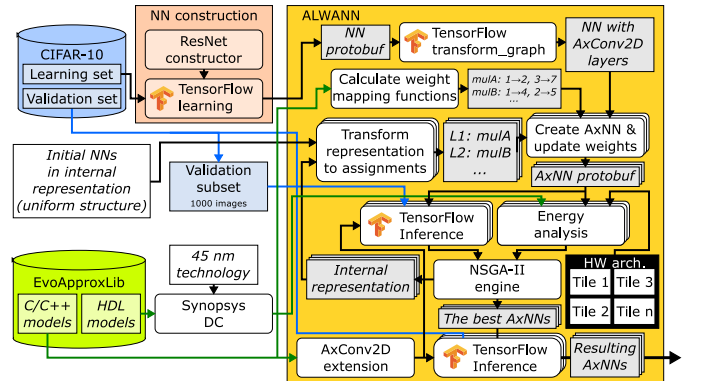 NN construction
ALWANN
CIFAR-10
Learning set
Validation set
ResNet
constructor
TensorFlow
learning
NN
protobuf
TensorFlow
transform_graph
NN with
AxConv2D
layers
Calculate weight
mapping functions
mulA: 1→2, 3→7
mulB: 1→4, 2→5
...
Transform
representation
to assignments
L1: mulA
L2: mulB
...
Create AxNN &
update weights
AxNN protobuf
Initial NNs
in internal
representation
(uniform structure)
Validation
subset
1000 images
TensorFlow
Inference
Energy
analysis
45 nm
technology
EvoApproxLib
C/C++
models
HDL
models
Synopsys
DC
Internal
representation
NSGA-II
engine
HW arch.
Tile 1
Tile 3
Tile 2
Tile n
The best AxNNs
AxConv2D
extension
TensorFlow
Inference
Resulting
AxNNs